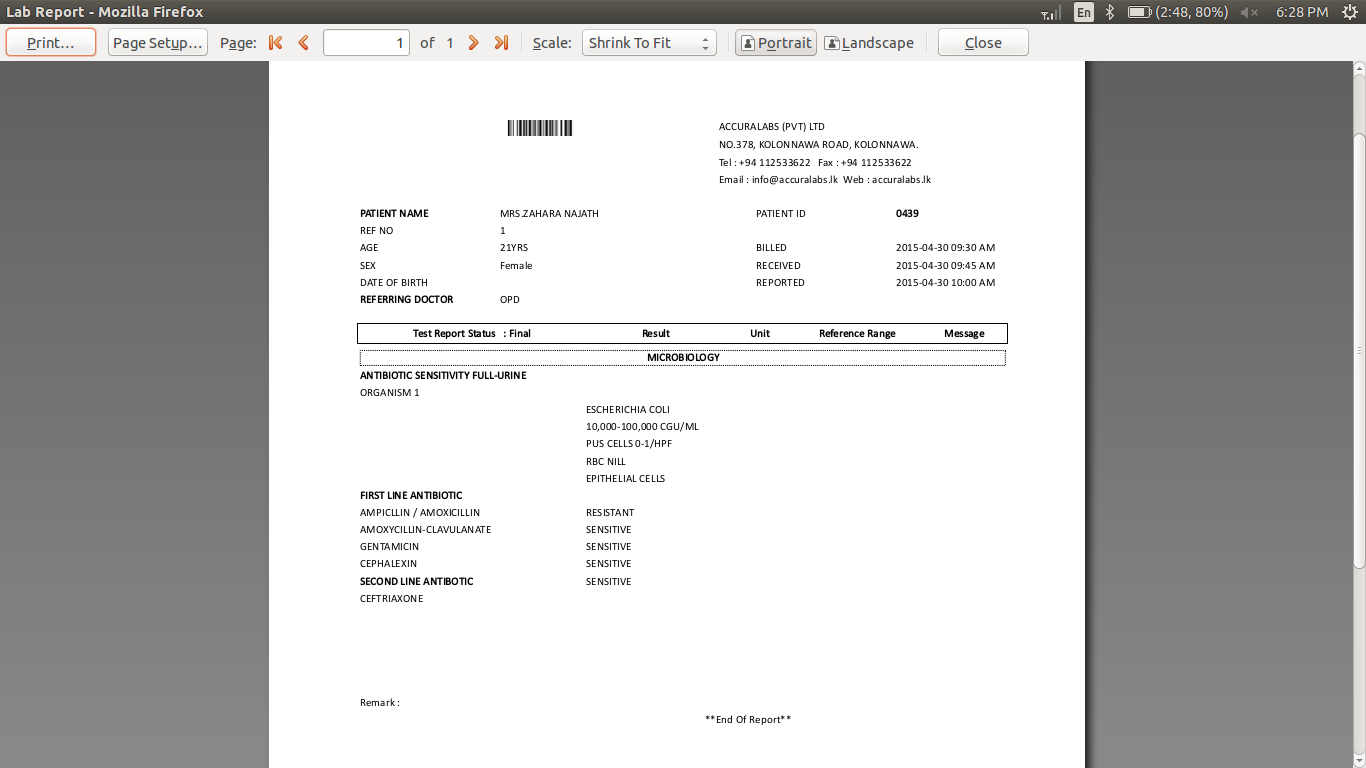 Lab Report - Mozilla Firefox En (2:48, 80%) 6:28 PM
Print... Page Setup... Page: 1 of 1 Scale: Shrink To Fit Portrait Landscape Close
ACCURALABS (PVT) LTD
NO.378, KOLONNAWA ROAD, KOLONNAWA.
Tel : +94 112533622 Fax : +94 112533622
Email : info@accuralabs.lk Web : accuralabs.lk
PATIENT NAME MRS.ZAHARA NAJATH PATIENT ID 0439
REF NO 1
AGE 21YRS BILLED 2015-04-30 09:30 AM
SEX Female RECEIVED 2015-04-30 09:45 AM
DATE OF BIRTH REPORTED 2015-04-30 10:00 AM
REFERRING DOCTOR OPD
Test Report Status : Final Result Unit Reference Range Message
MICROBIOLOGY
ANTIBIOTIC SENSITIVITY FULL-URINE
ORGANISM 1
ESCHERICHIA COLI
10,000-100,000 CGU/ML
PUS CELLS 0-1/HPF
RBC NILL
EPITHELIAL CELLS
FIRST LINE ANTIBIOTIC
AMPICLLIN / AMOXICILLIN RESISTANT
AMOXYCILLIN-CLAVULANATE SENSITIVE
GENTAMICIN SENSITIVE
CEPHALEXIN SENSITIVE
SECOND LINE ANTIBOTIC SENSITIVE
CEFTRIAXONE
Remark :
**End Of Report**